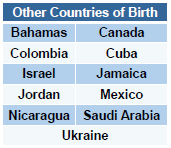 Other Countries of Birth
Bahamas Canada
Colombia Cuba
Israel Jamaica
Jordan Mexico
Nicaragua Saudi Arabia
Ukraine